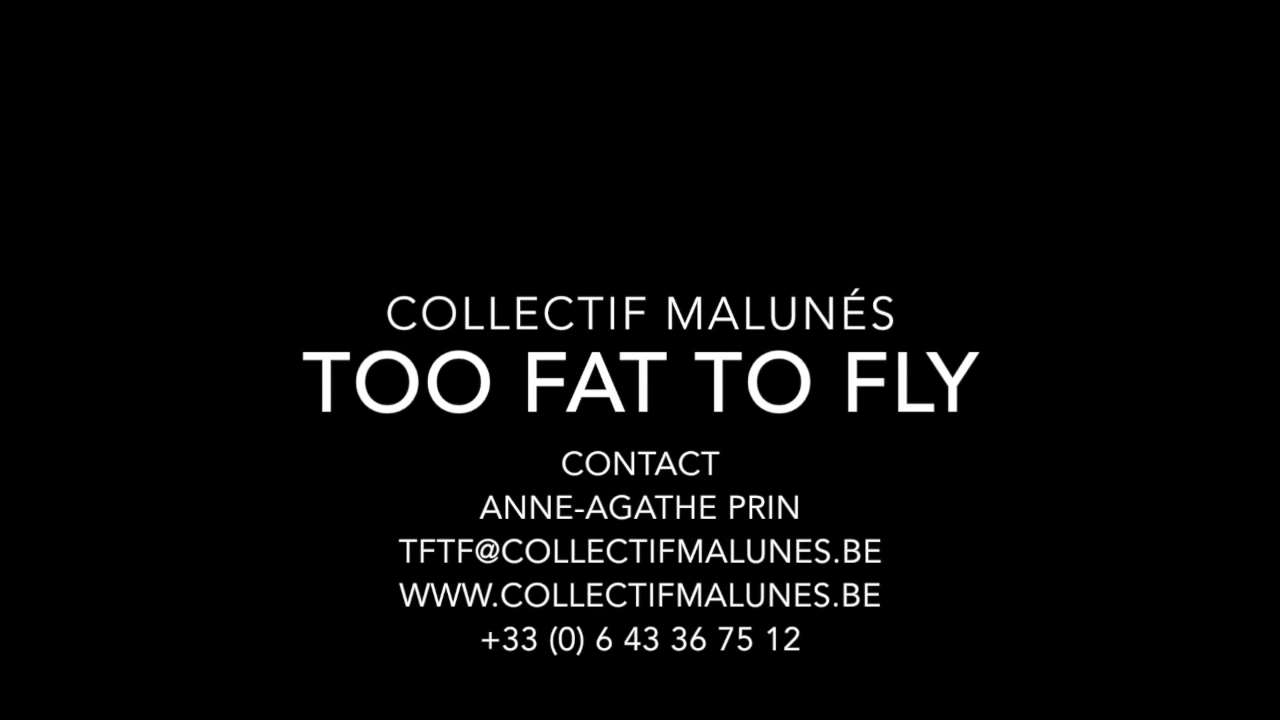 COLLECTIF MALUNÉS
TOO FAT TO FLY
CONTACT
ANNE-AGATHE PRIN
TFTF@COLLECTIFMALUNES.BE
WWW.COLLECTIFMALUNES.BE
+33 (0) 6 43 36 75 12